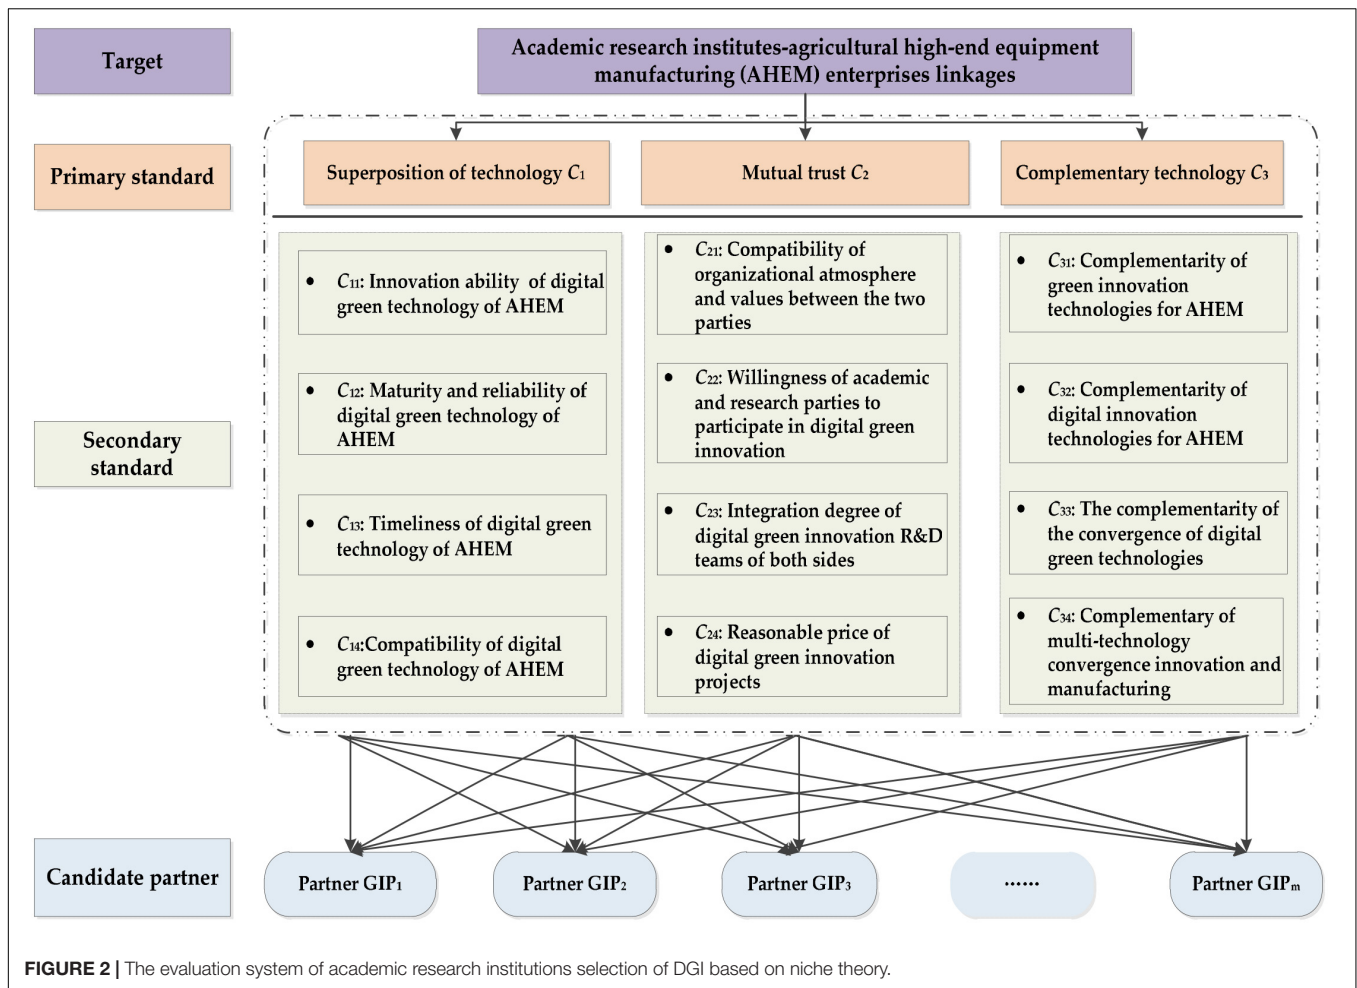 Target
Academic research institutes-agricultural high-end equipment
manufacturing (AHEM) enterprises linkages
Primary standard
Superposition of technology C1
Mutual trust C2
Complementary technology C3
Secondary
standard
• C11: Innovation ability of digital
green technology of AHEM
• C12: Maturity and reliability of
digital green technology of
AHEM
• C13: Timeliness of digital green
technology of AHEM
• C14:Compatibility of digital
green technology of AHEM
• C21: Compatibility of
organizational atmosphere
and values between the two
parties
• C22: Willingness of academic
and research parties to
participate in digital green
innovation
• C23: Integration degree of
digital green innovation R&D
teams of both sides
• C24: Reasonable price of
digital green innovation
projects
• C31: Complementarity of
green innovation
technologies for AHEM
• C32: Complementarity of
digital innovation
technologies for AHEM
• C33: The complementarity of
the convergence of digital
green technologies
• C34: Complementary of
multi-technology
convergence innovation and
manufacturing
Candidate partner
Partner GIP1
Partner GIP2
Partner GIP3
......
Partner GIPm
FIGURE 2 | The evaluation system of academic research institutions selection of DGI based on niche theory.